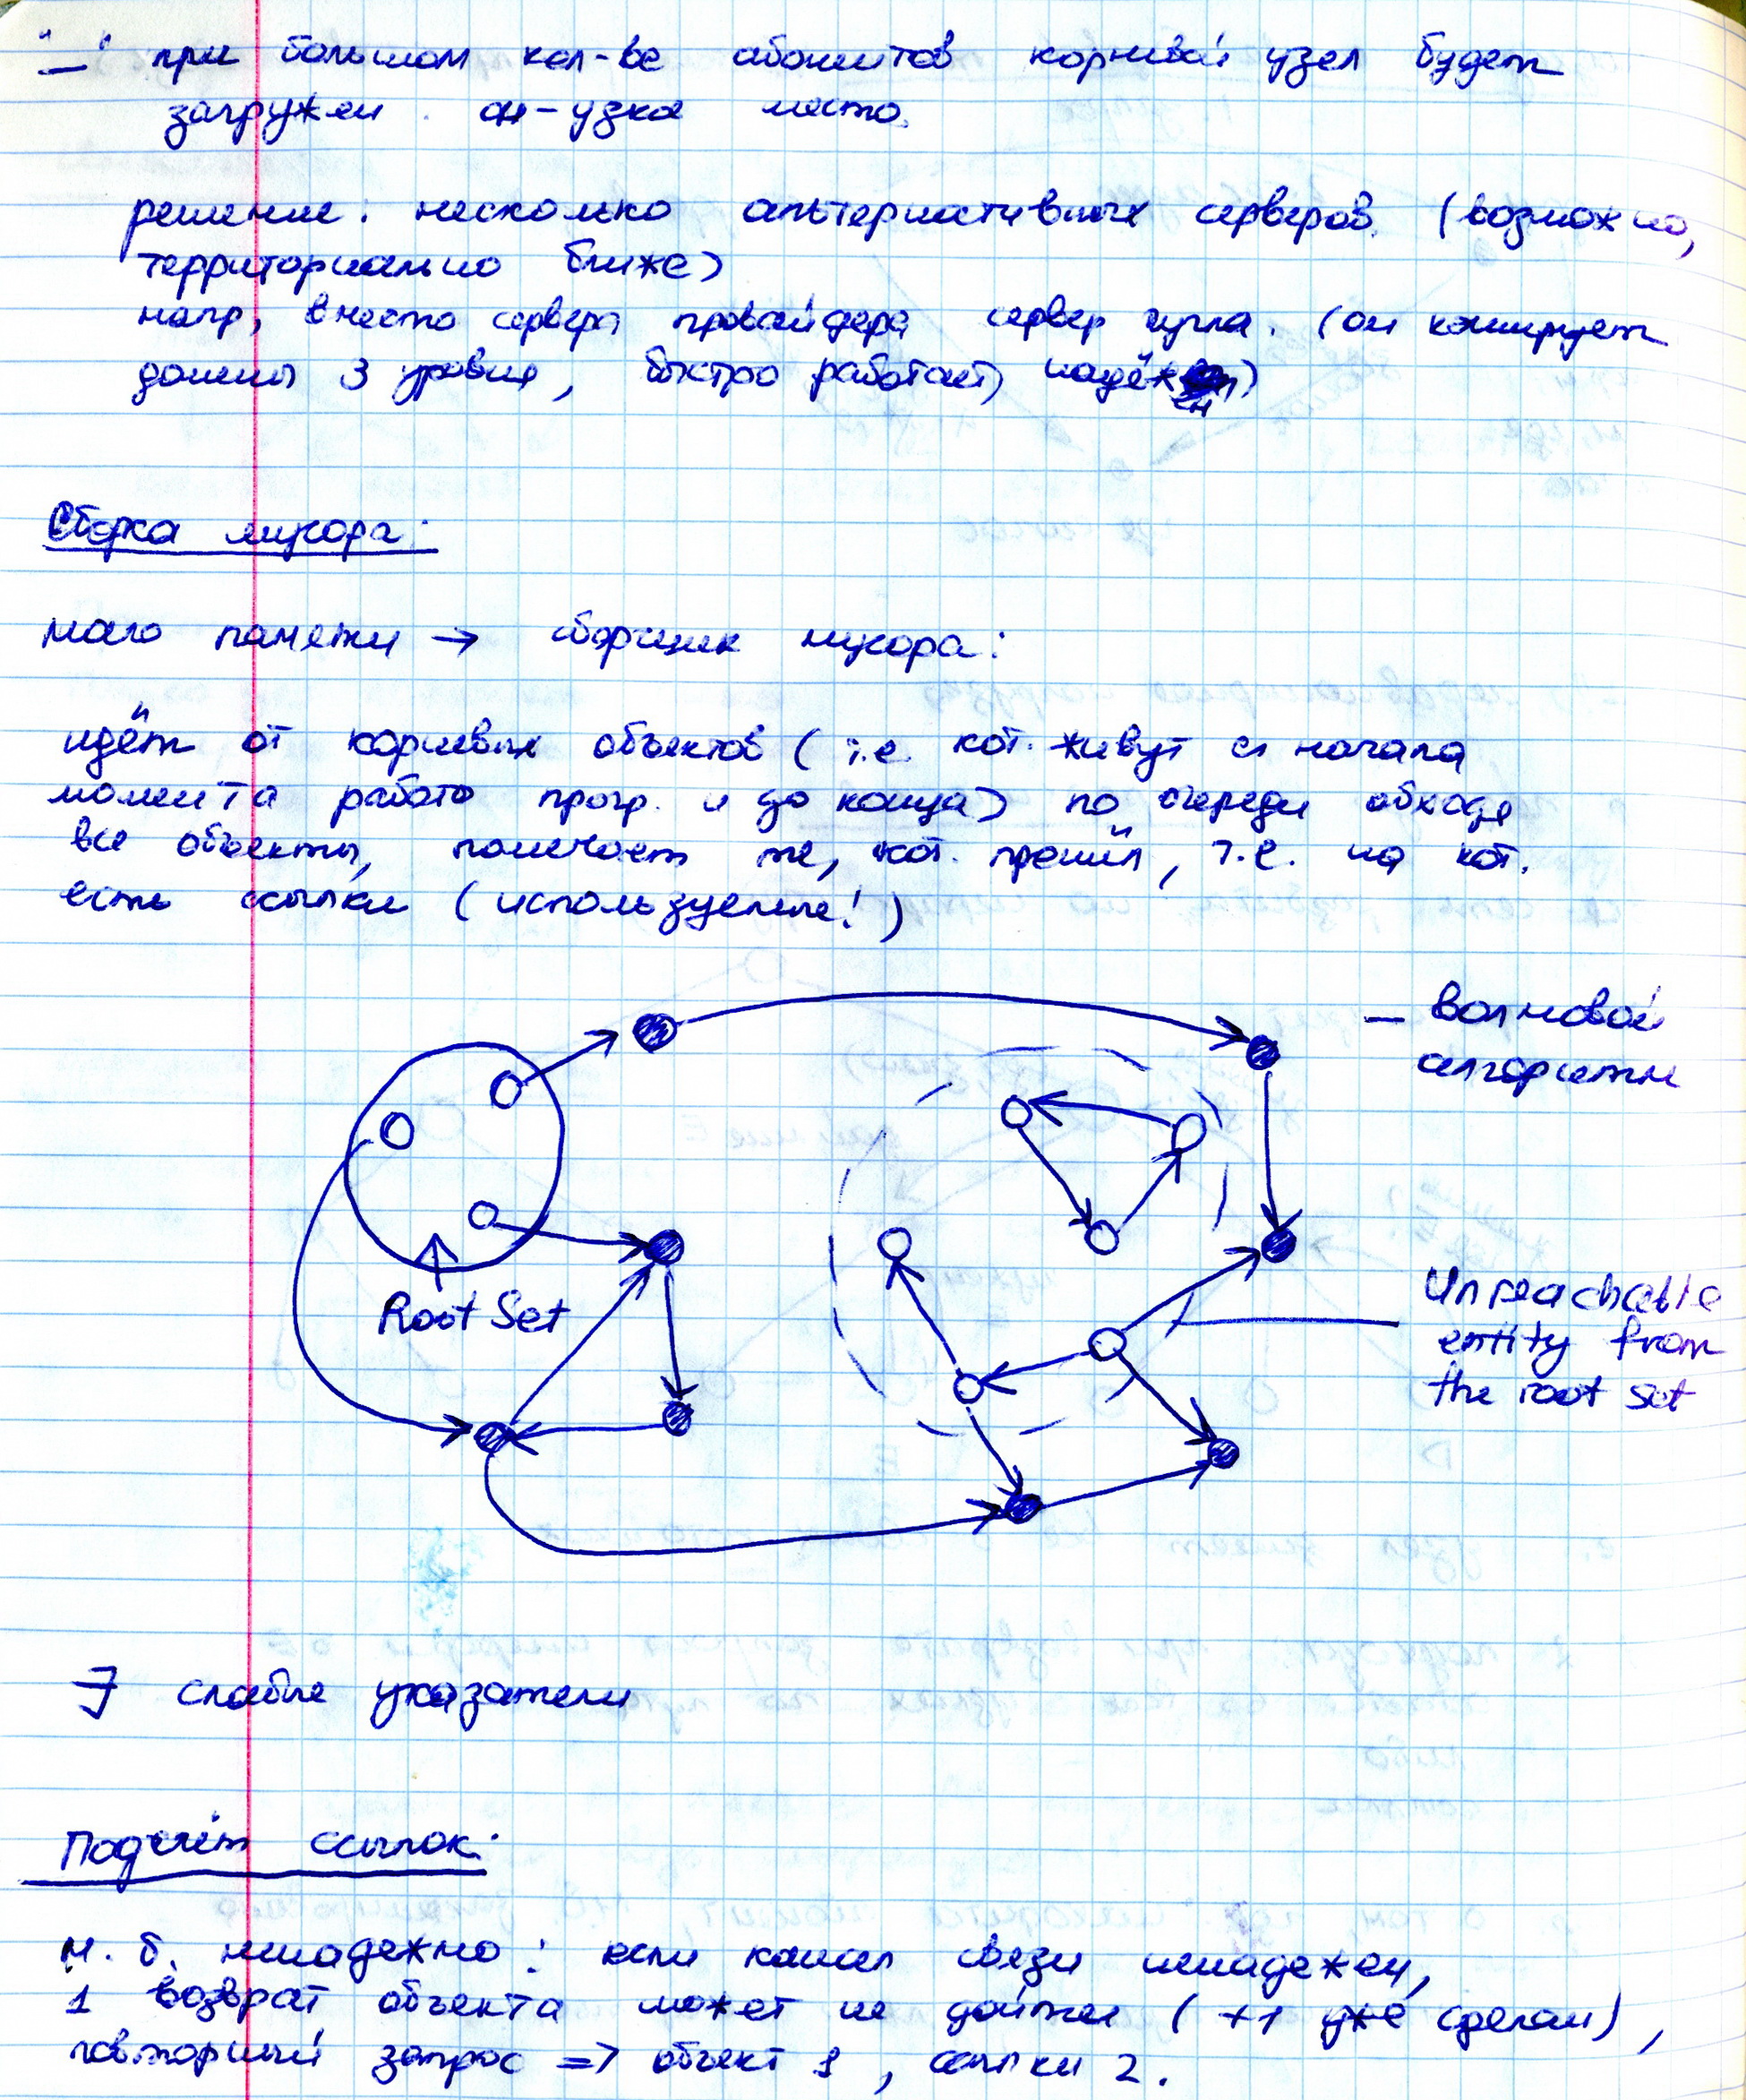 "–" при большом кол-ве абонентов корневой узел будет
загружен. он – узкое место.
решение: несколько альтернативных серверов. (возможно,
территориально ближе)
напр, вместо сервера провайдера сервер гугла. (он кэширует
домены 3 уровня, быстро работает, надёжен)
Сборка мусора:
мало памяти → сборщик мусора:
идёт от корневых объектов (т.е. кот. живут с начала
момента работы прогр. и до конца) по очереди обходя
все объекты, помечает те, кот. прошёл, т.е. на кот.
есть ссылки (используемые!)
– Волновой
алгоритм
Root Set
Unreachable
entity from
the root set
∃ слабые указатели
Подсчёт ссылок:
м. б. ненадежно: если канал связи ненадежен,
1 возврат объекта может не дойти (+1 уже сделан),
повторный запрос => объект 1, ссылки 2.